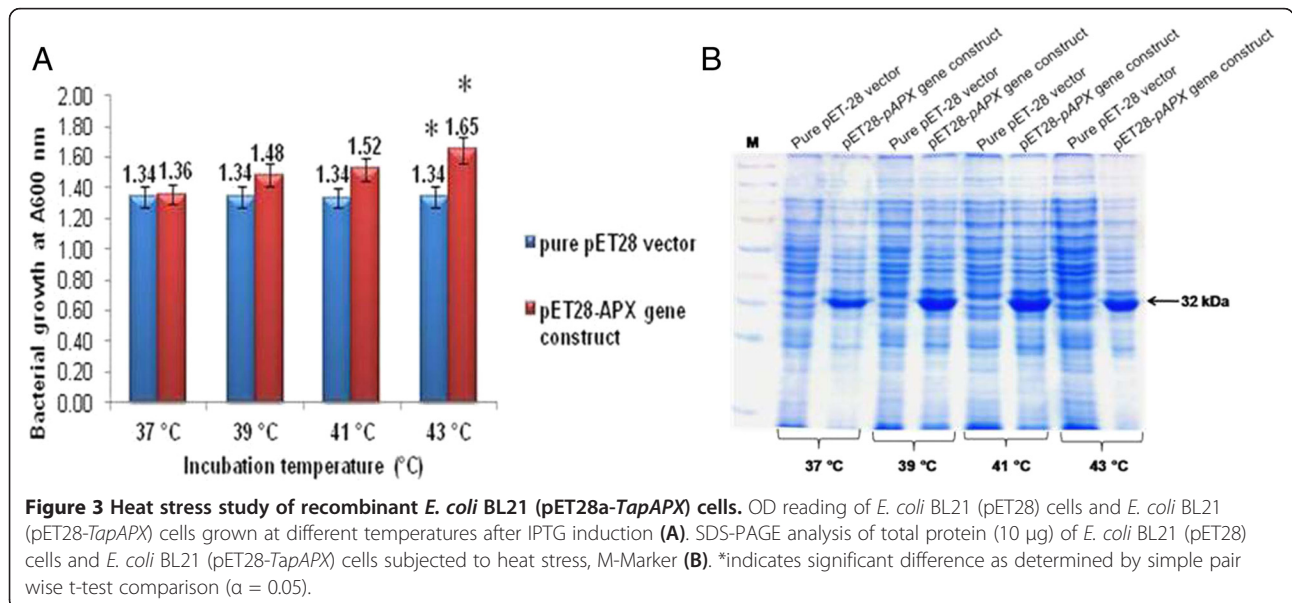 A
2.00
1.80
1.60
1.40
1.20
1.00
0.80
0.60
0.40
0.20
0.00
Bacterial growth at A600 nm
1.34
1.36
1.34
1.48
1.34
1.52
*
1.34
*
1.65
37 °C
39 °C
41 °C
43 °C
Incubation temperature (°C)
pure pET28 vector
pET28-APX gene
construct
B
M
Pure pET-28 vector
pET28-pAPX gene construct
Pure pET-28 vector
pET28-pAPX gene construct
Pure pET-28 vector
pET28-pAPX gene construct
Pure pET-28 vector
pET28-pAPX gene construct
←32 kDa
37 °C
39 °C
41 °C
43 °C
Figure 3 Heat stress study of recombinant E. coli BL21 (pET28a-TapAPX) cells. OD reading of E. coli BL21 (pET28) cells and E. coli BL21
(pET28-TapAPX) cells grown at different temperatures after IPTG induction (A). SDS-PAGE analysis of total protein (10 μg) of E. coli BL21 (pET28)
cells and E. coli BL21 (pET28-TapAPX) cells subjected to heat stress, M-Marker (B). *indicates significant difference as determined by simple pair
wise t-test comparison (α = 0.05).